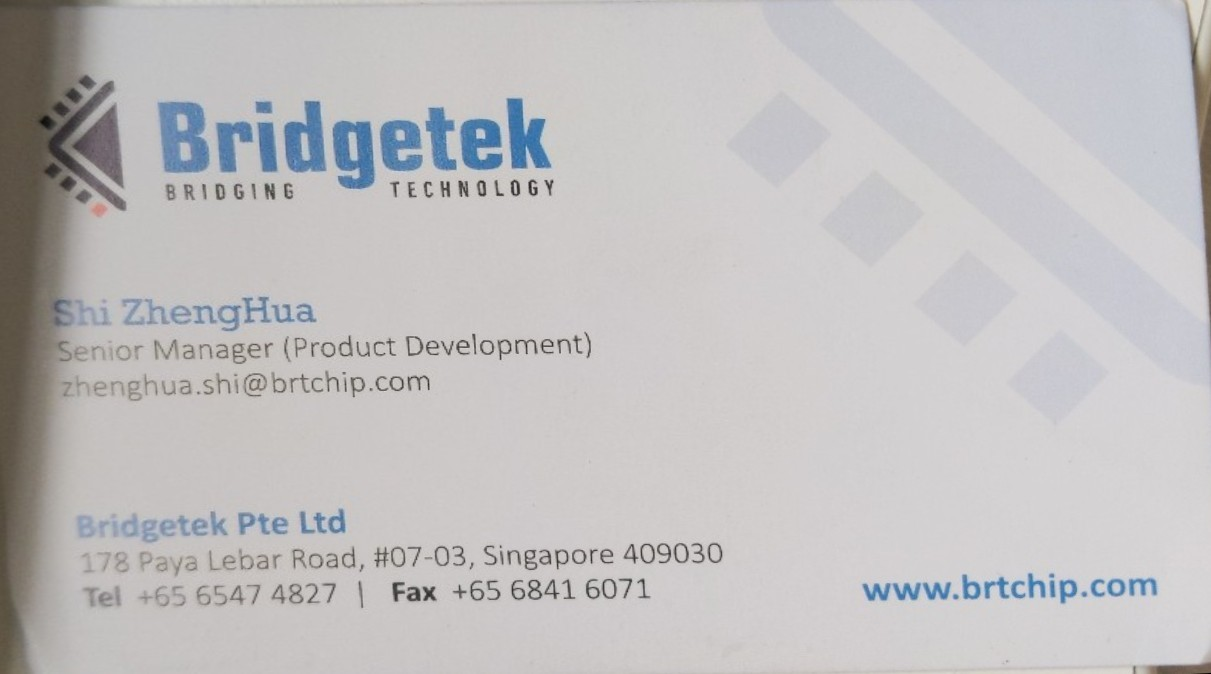 Bridgetek
BRIDGING TECHNOLOGY
Shi ZhengHua
Senior Manager (Product Development)
zhenghua.shi@brtchip.com
Bridgetek Pte Ltd
178 Paya Lebar Road, #07-03, Singapore 409030
Tel +65 6547 4827 | Fax +65 6841 6071
www.brtchip.com